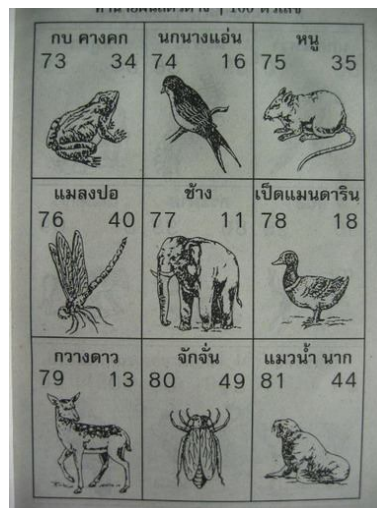 กบ คางคก
73 34
นกนางแอ่น
74 16
หนู
75 35
แมลงปอ
76 40
ช้าง
77 11
เป็ดแมนดาริน
78 18
กวางดาว
79 13
จักจั่น
80 49
แมวน้ำ นาก
81 44